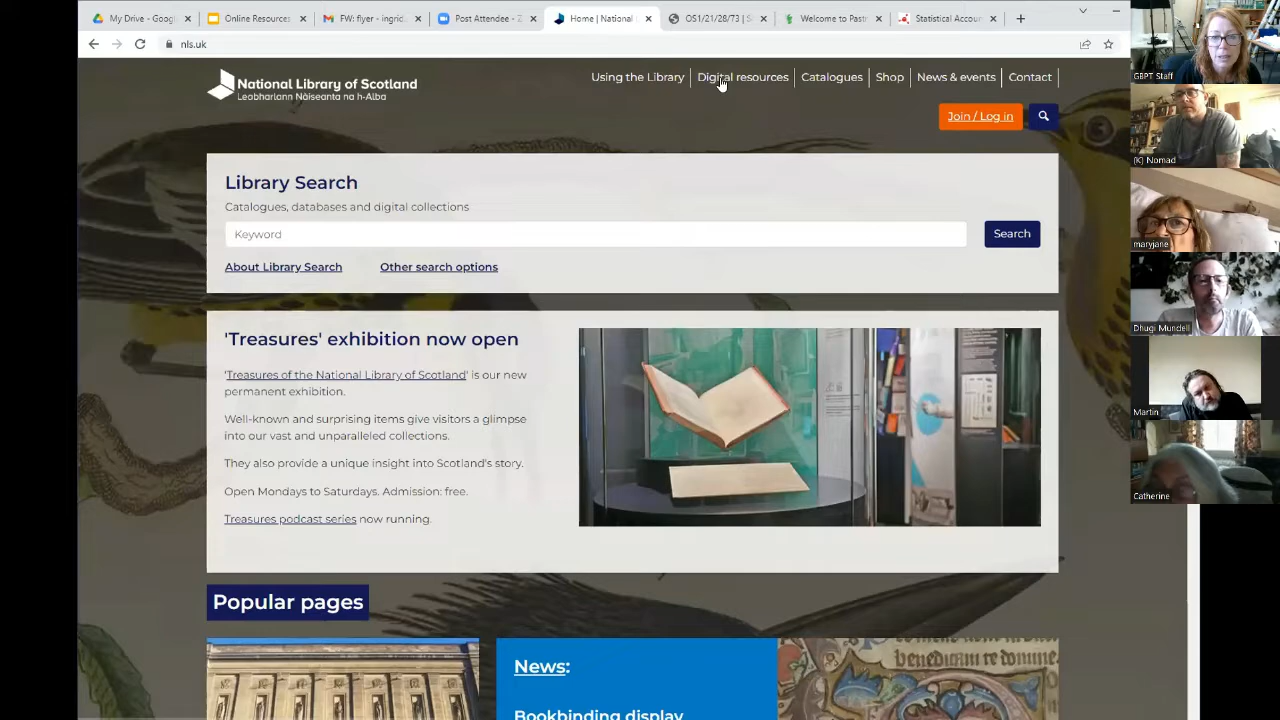 My Drive - Googl
Online Resources
FW: flyer - ingrid
Post Attendee - Z
Home | National
OS1/21/28/73 | S
Welcome to Pastm
Statistical Accoun
nls.uk
National Library of Scotland
Leabharlann Nàiseanta na h-Alba
Using the Library
Digital resources
Catalogues
Shop
News & events
Contact
Join / Log in
Library Search
Catalogues, databases and digital collections
Keyword
Search
About Library Search
Other search options
'Treasures' exhibition now open
'Treasures of the National Library of Scotland' is our new
permanent exhibition.
Well-known and surprising items give visitors a glimpse
into our vast and unparalleled collections.
They also provide a unique insight into Scotland's story.
Open Mondays to Saturdays. Admission: free.
Treasures podcast series now running.
Popular pages
News:
Bookbinding display
GBPT Staff
(K) Nomad
maryjane
Dhugi Mundell
Martin
Catherine